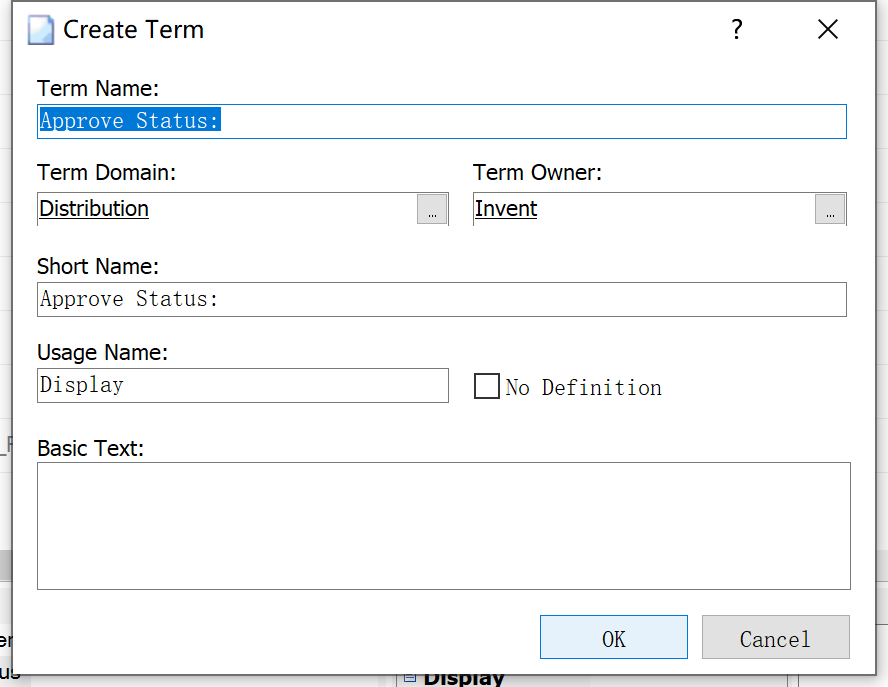 Create Term
?
Term Name:
Approve Status:
Term Domain: Term Owner:
Distribution ... Invent ...
Short Name:
Approve Status:
Usage Name:
Display No Definition
Basic Text:
OK Cancel
Display